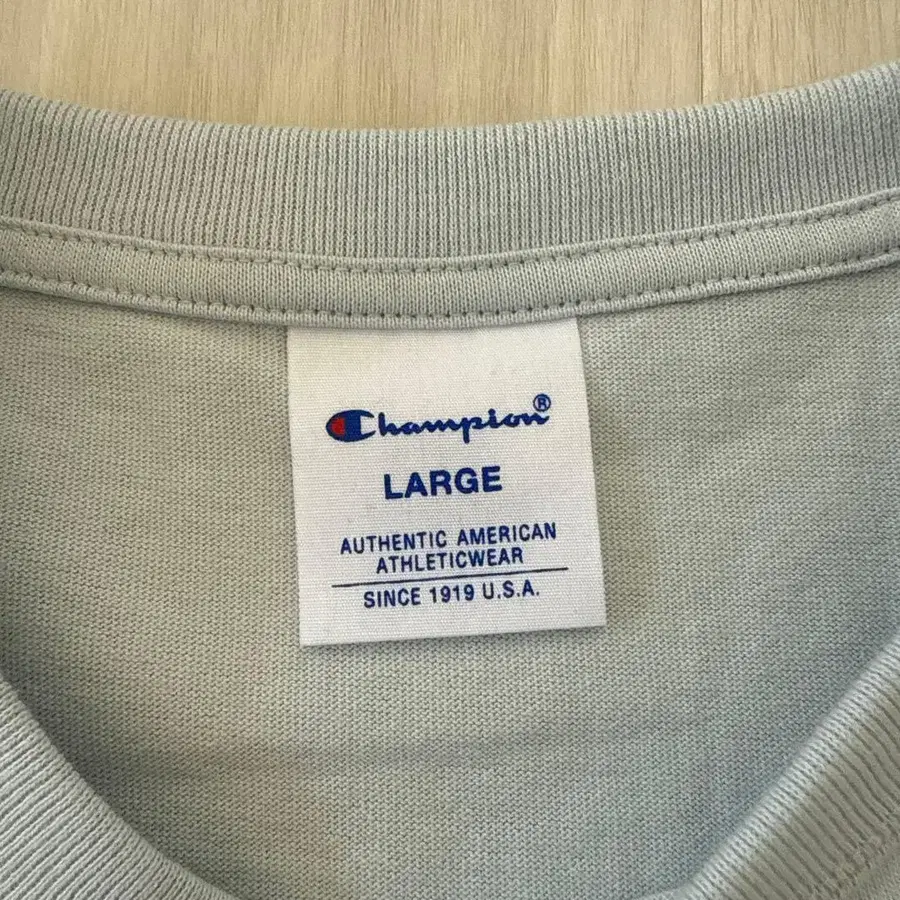 Champion®
LARGE
AUTHENTIC AMERICAN
ATHLETICWEAR
SINCE 1919 U.S.A.